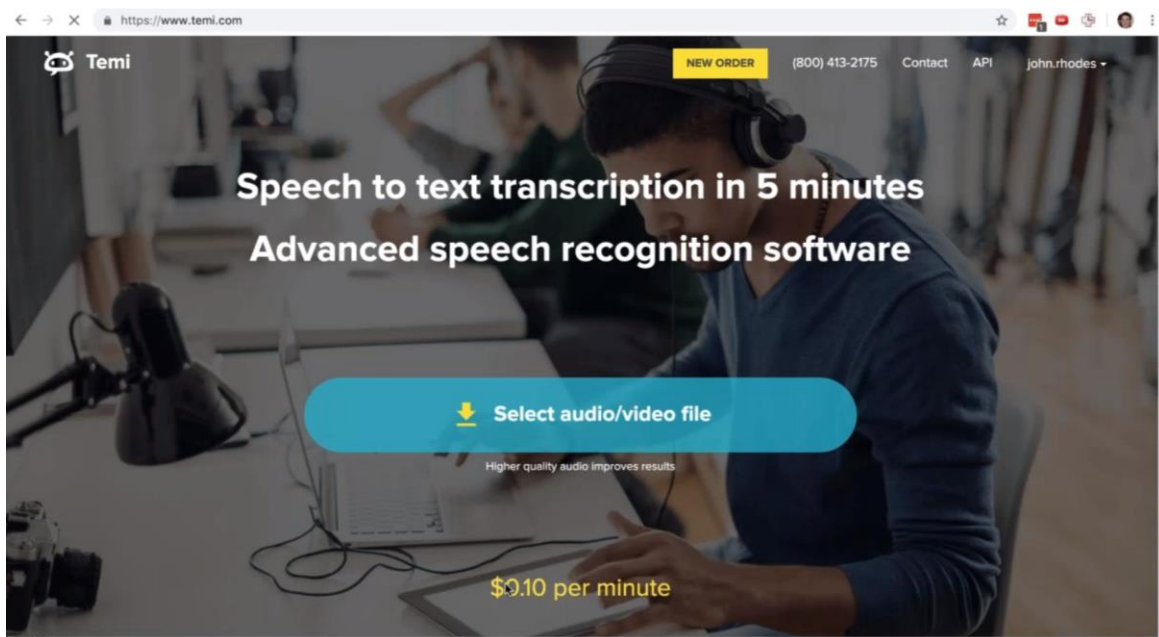 https://www.temi.com
1
Temi
NEW ORDER
(800) 413-2175
Contact
API
john.rhodes
Speech to text transcription in 5 minutes
Advanced speech recognition software
Select audio/video file
Higher quality audio improves results
$0.10 per minute